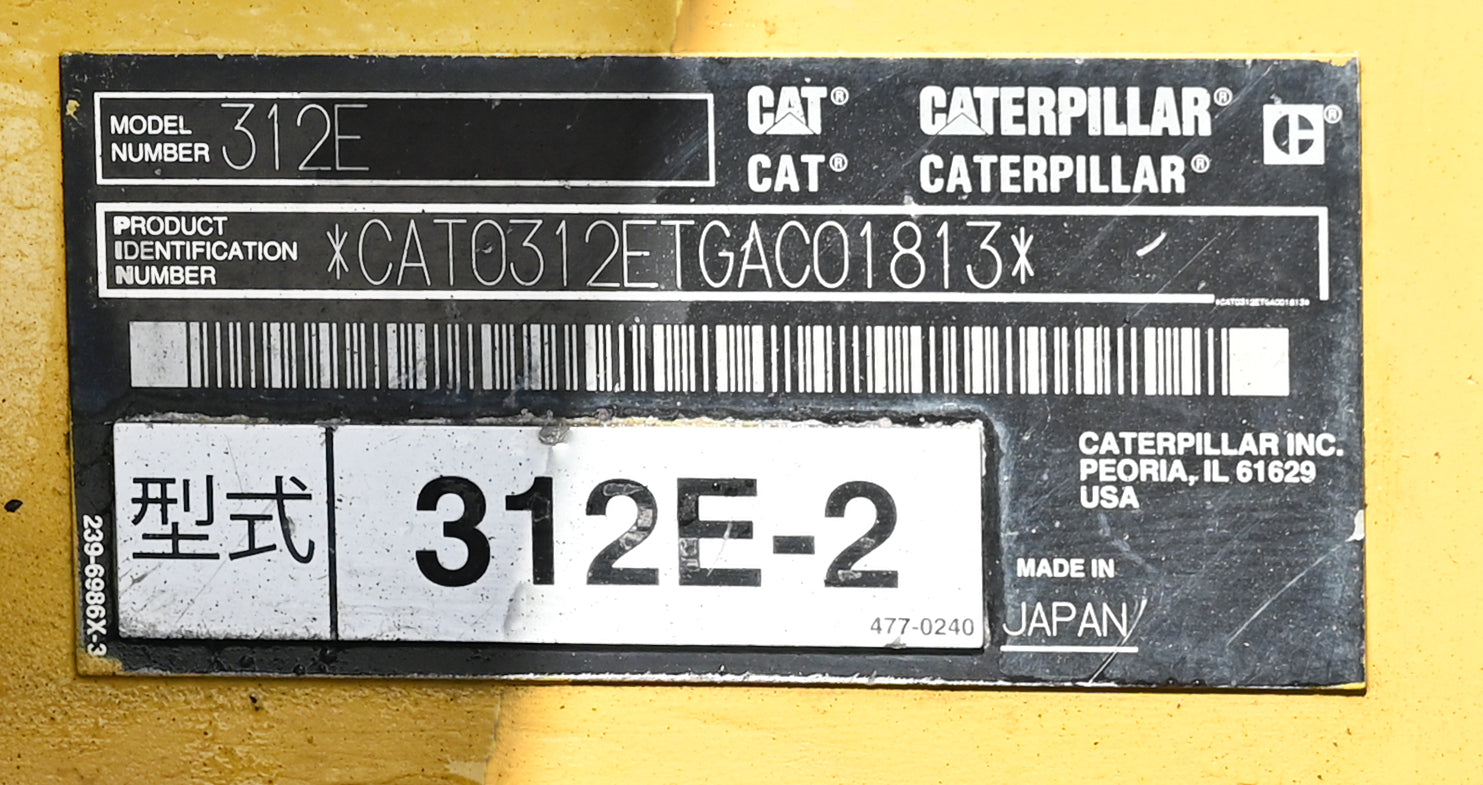 MODEL NUMBER 312E
CAT® CATERPILLAR® ®
CAT® CATERPILLAR®
PRODUCT IDENTIFICATION NUMBER *CAT0312ETGAC01813*
*CAT0312ETGAC01813*
型式 312E-2
477-0240
239-6986X-3
CATERPILLAR INC.
PEORIA, IL 61629
USA
MADE IN
JAPAN